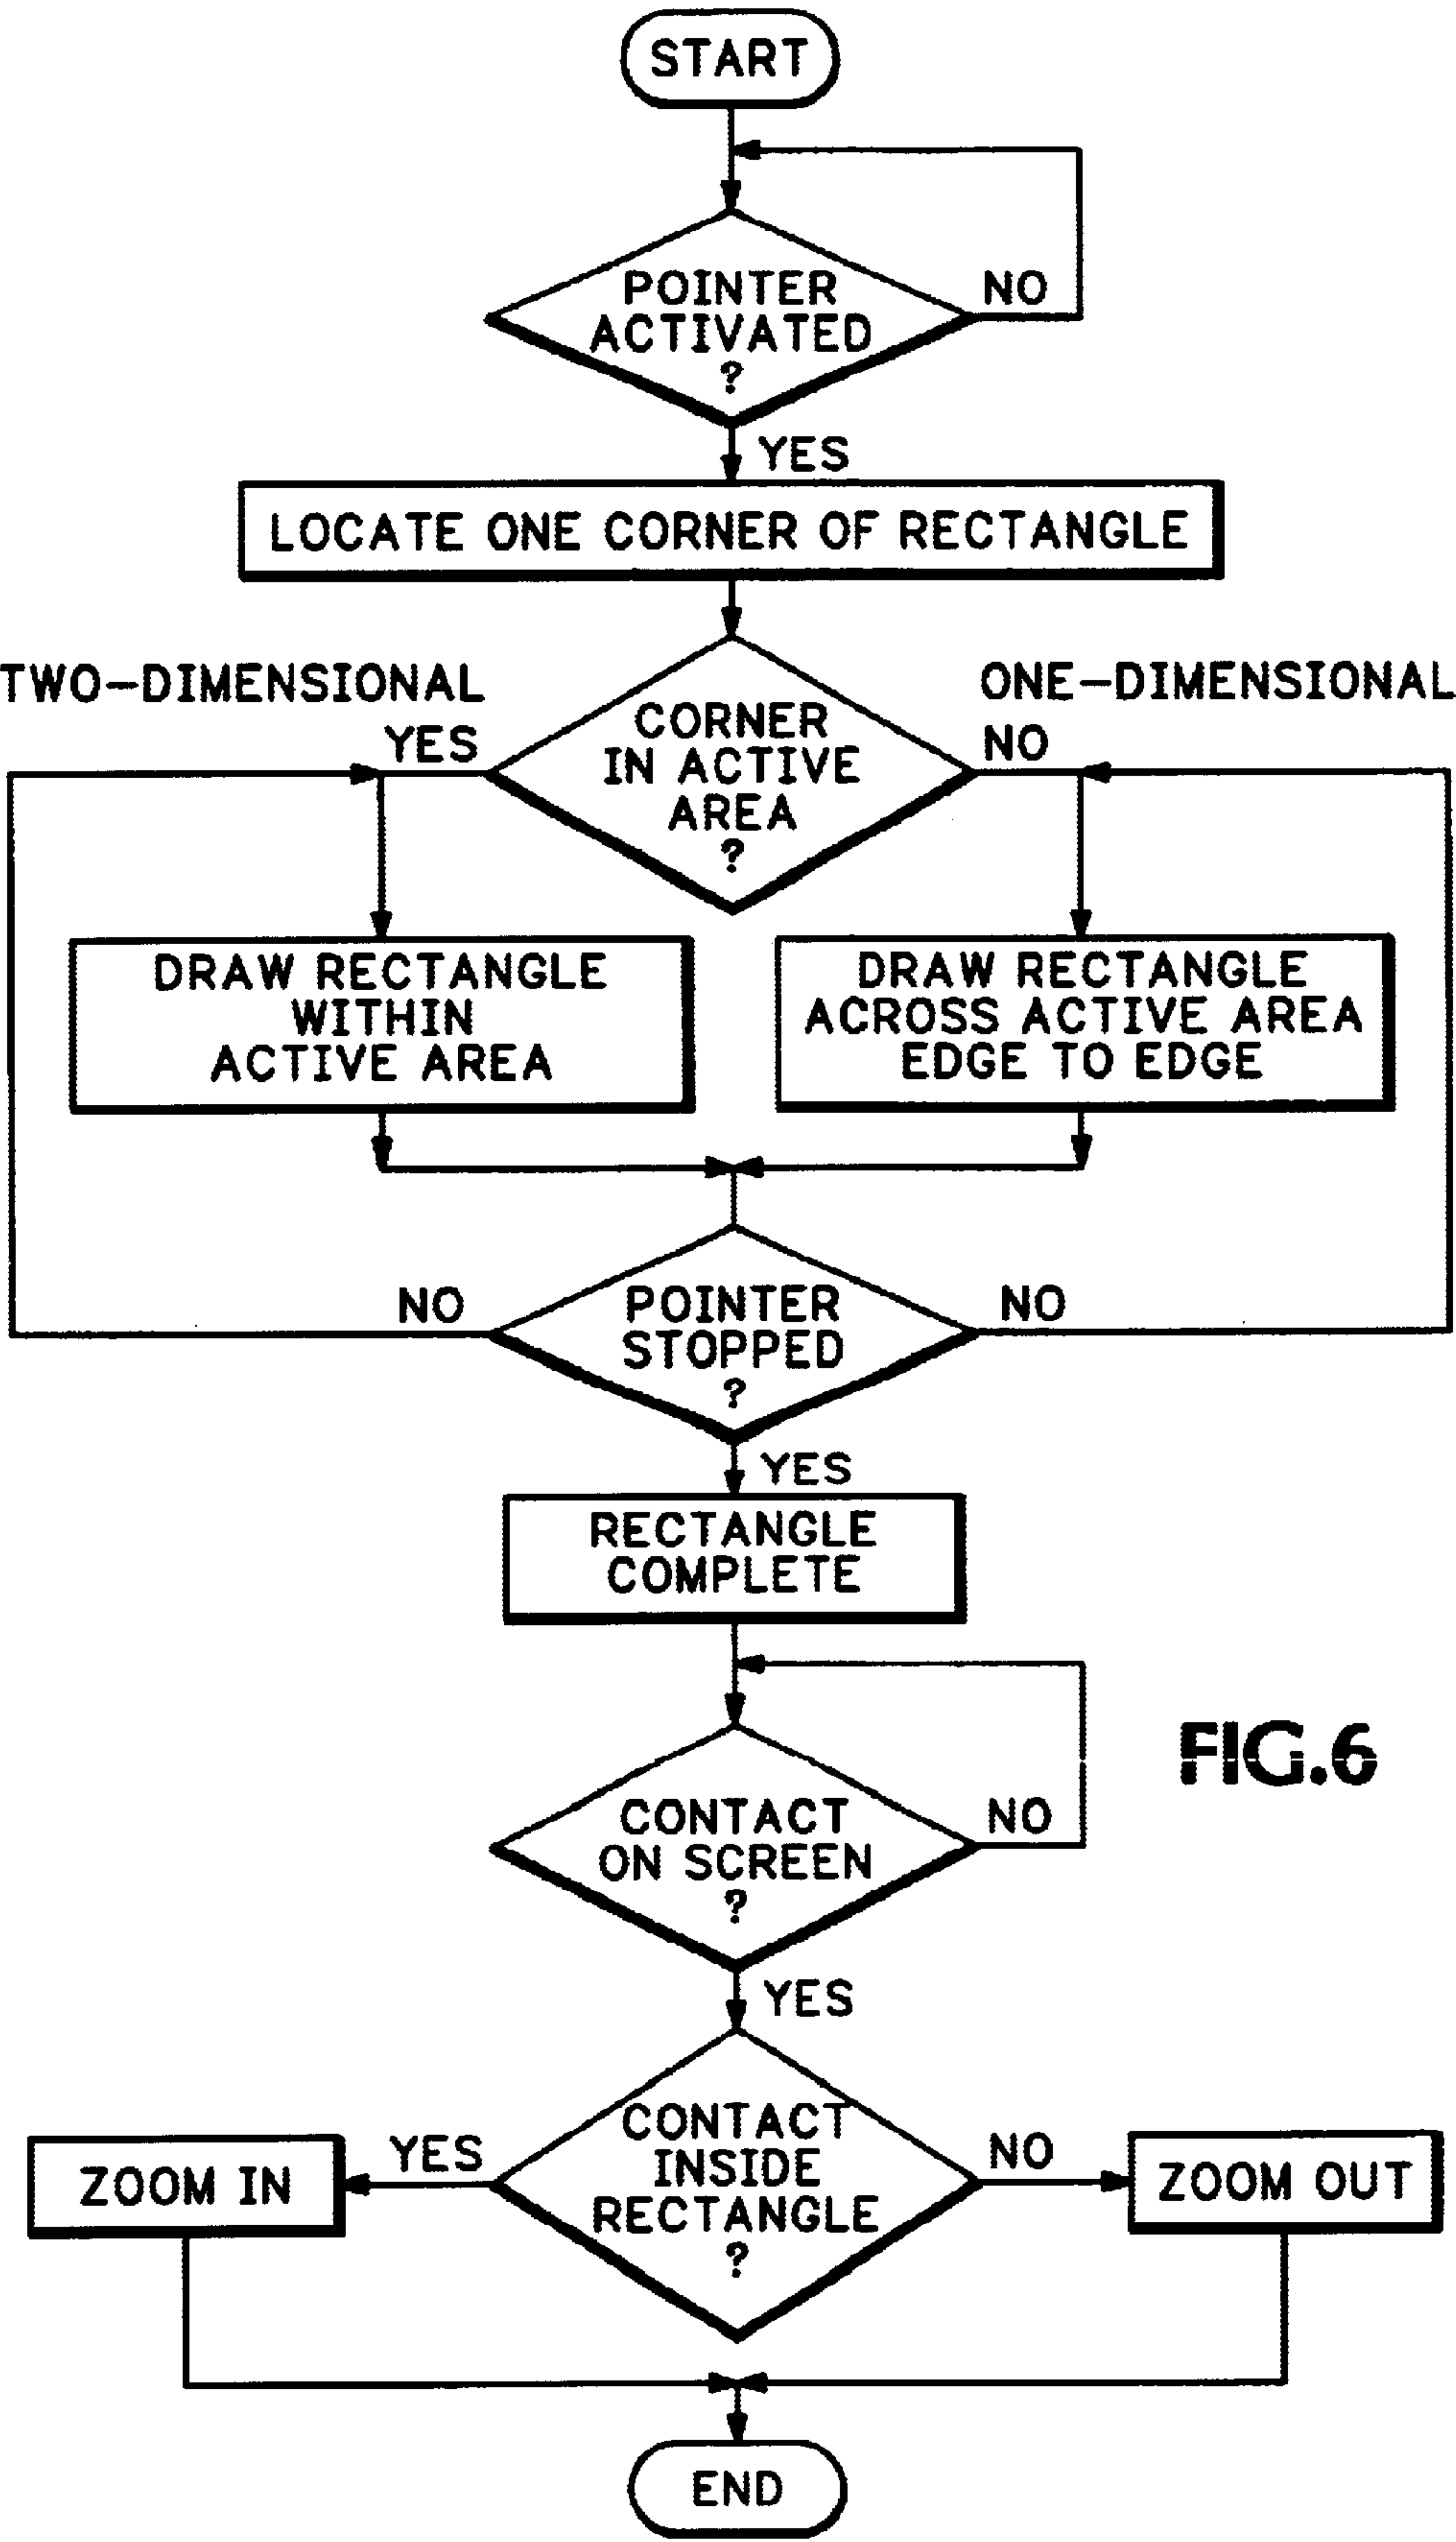 START
POINTER
ACTIVATED
?
NO
YES
LOCATE ONE CORNER OF RECTANGLE
TWO-DIMENSIONAL
ONE-DIMENSIONAL
YES
CORNER
IN ACTIVE
AREA
?
NO
DRAW RECTANGLE
WITHIN
ACTIVE AREA
DRAW RECTANGLE
ACROSS ACTIVE AREA
EDGE TO EDGE
NO
POINTER
STOPPED
?
NO
YES
RECTANGLE
COMPLETE
FIG.6
CONTACT
ON SCREEN
?
NO
YES
ZOOM IN
YES
CONTACT
INSIDE
RECTANGLE
?
NO
ZOOM OUT
END